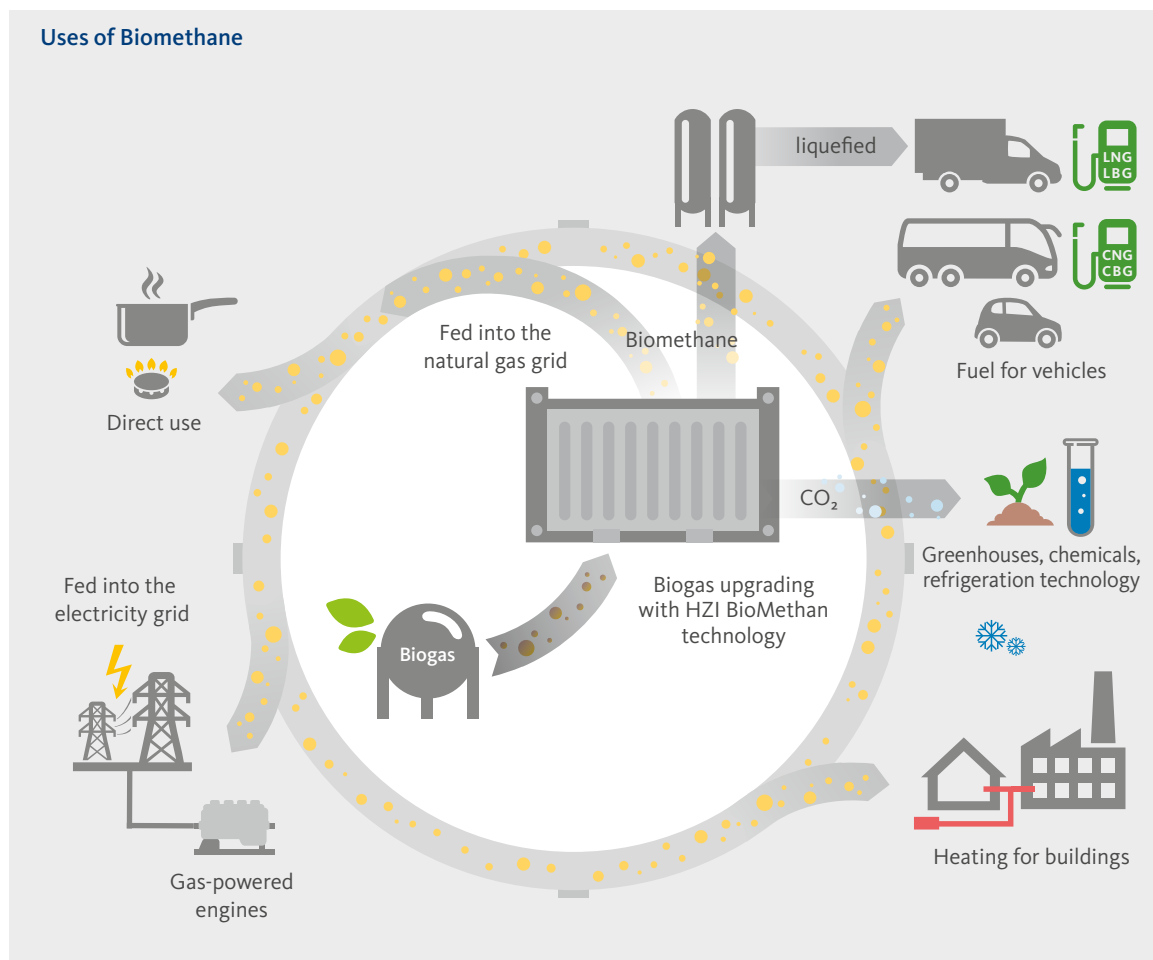 Uses of Biomethane
liquefied
LNG
LBG
CNG
CBG
Fuel for vehicles
Fed into the
natural gas grid
Biomethane
Direct use
CO₂
Greenhouses, chemicals,
refrigeration technology
Biogas upgrading
with HZI BioMethan
technology
Fed into the
electricity grid
Biogas
Heating for buildings
Gas-powered
engines